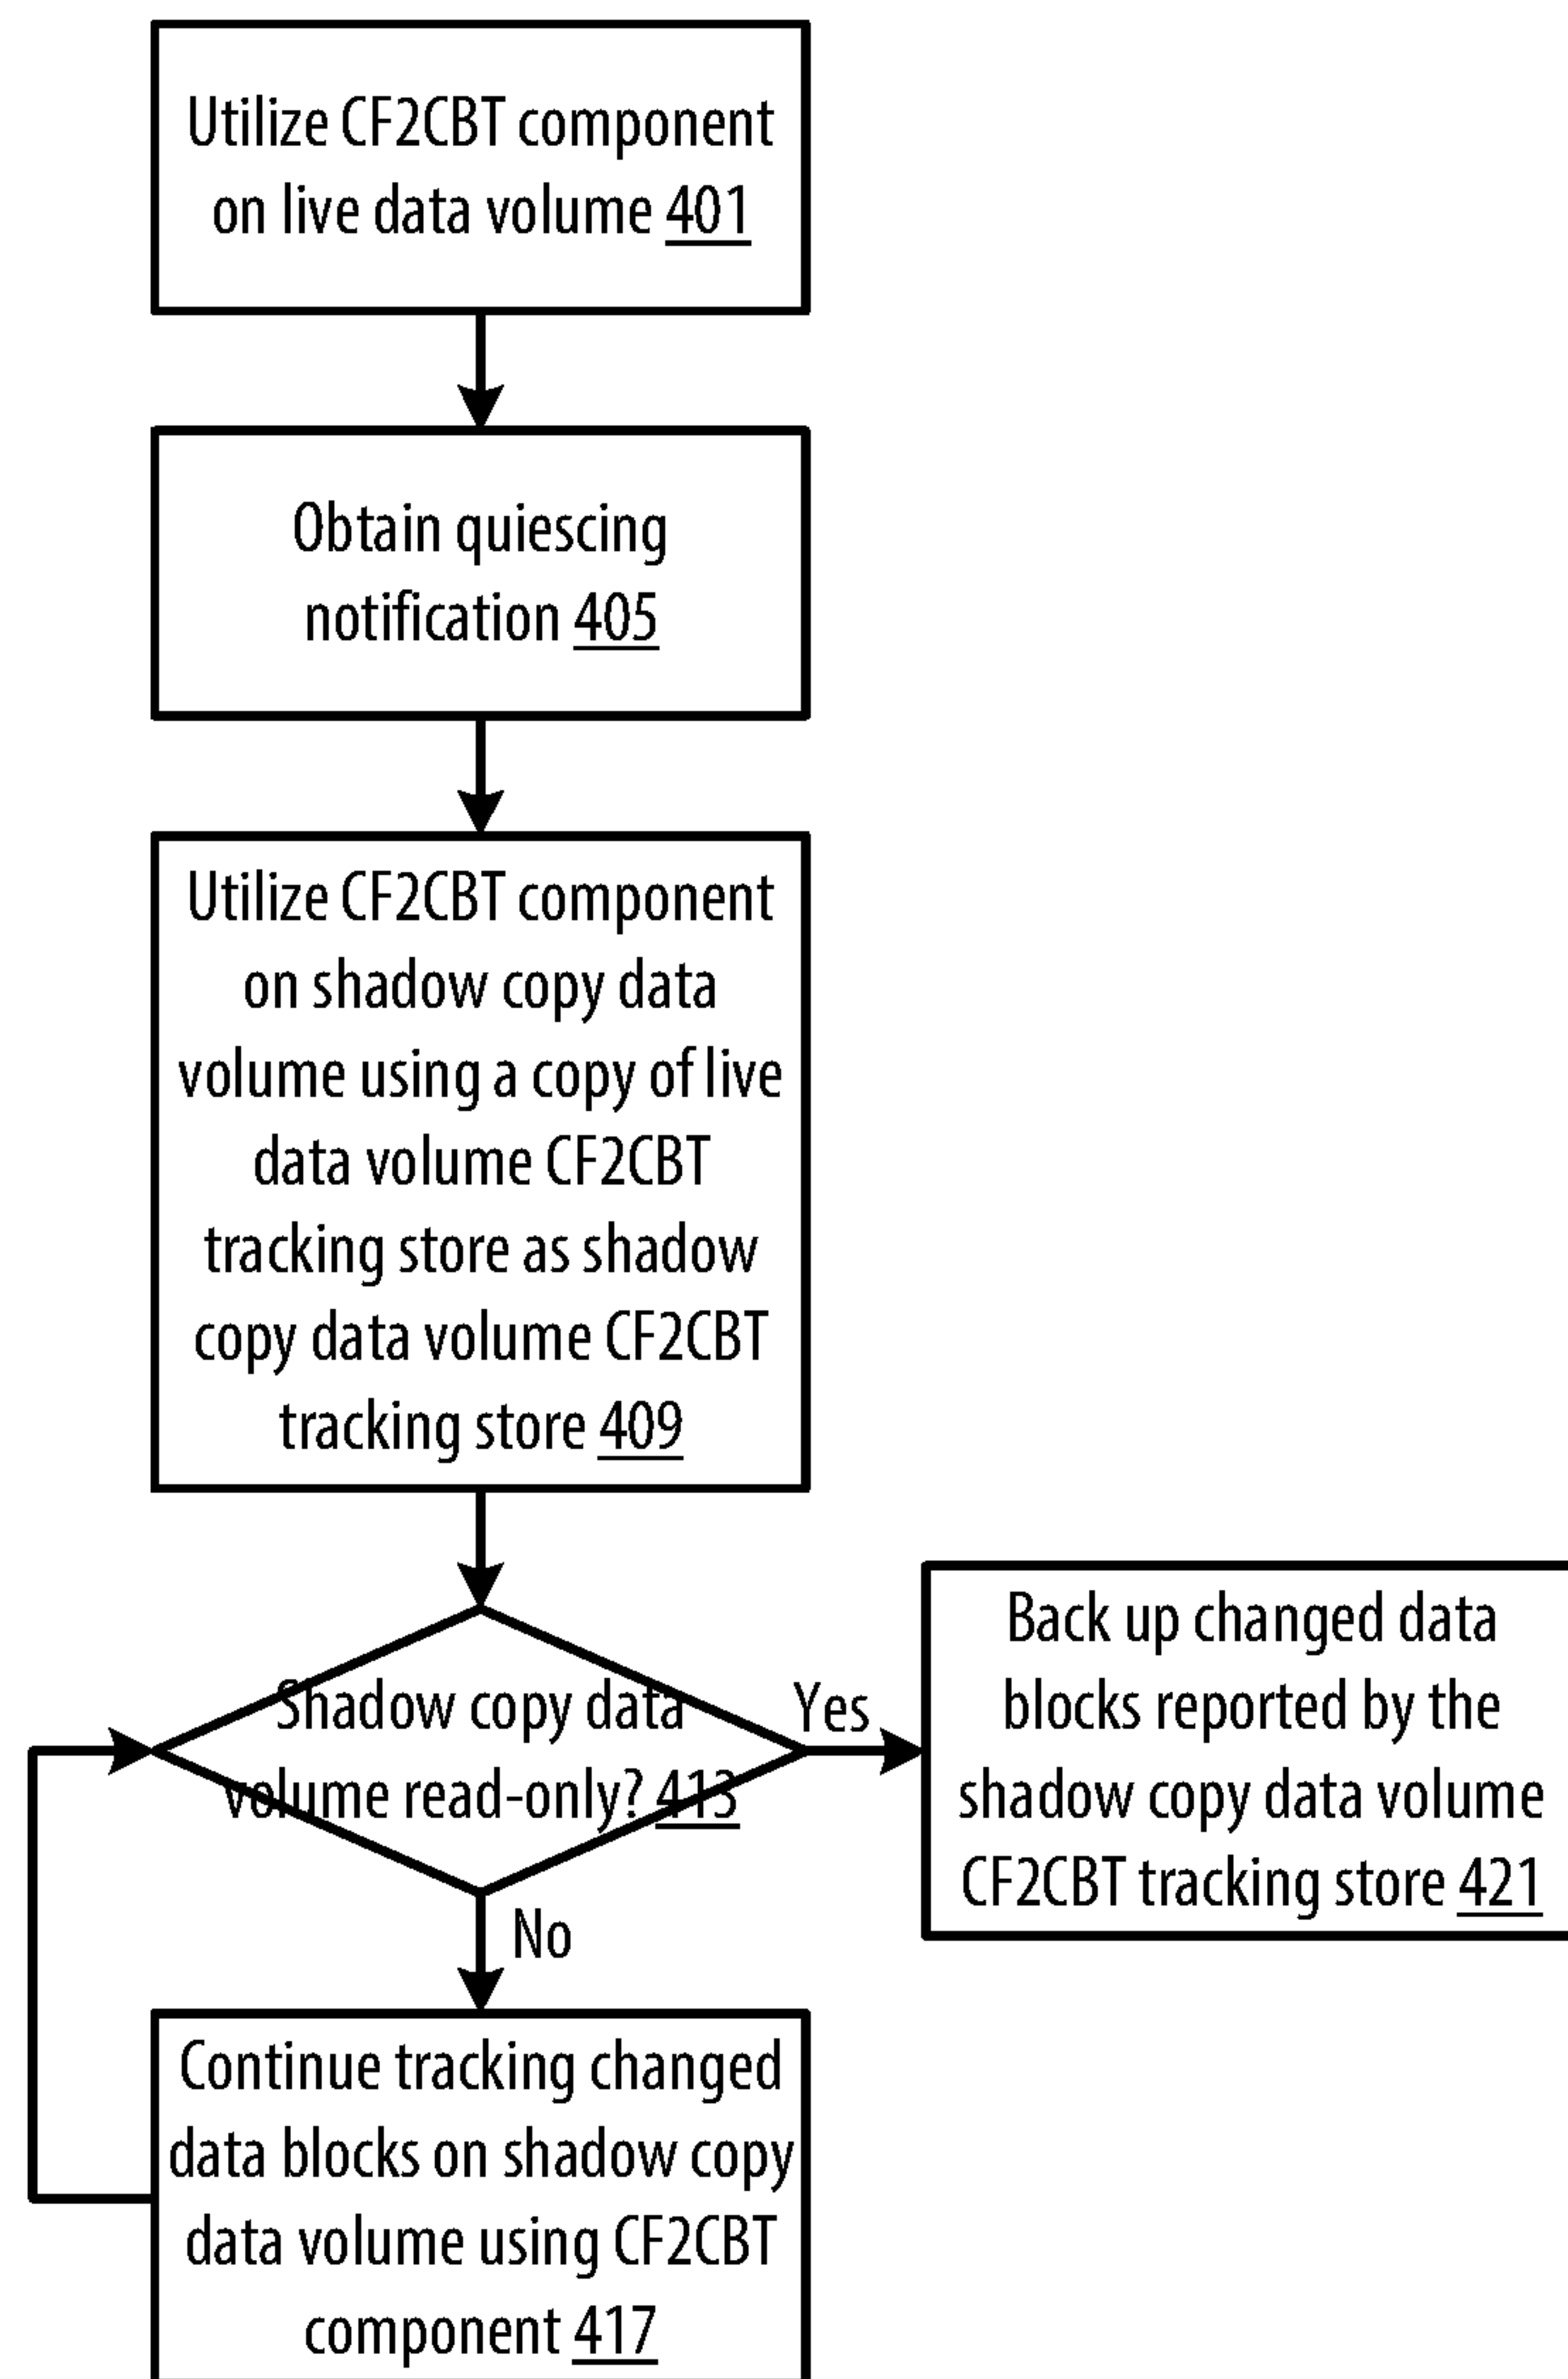 Utilize CF2CBT component
on live data volume 401
Obtain quiescing
notification 405
Utilize CF2CBT component
on shadow copy data
volume using a copy of live
data volume CF2CBT
tracking store as shadow
copy data volume CF2CBT
tracking store 409
Shadow copy data
volume read-only? 413
Yes
Back up changed data
blocks reported by the
shadow copy data volume
CF2CBT tracking store 421
No
Continue tracking changed
data blocks on shadow copy
data volume using CF2CBT
component 417